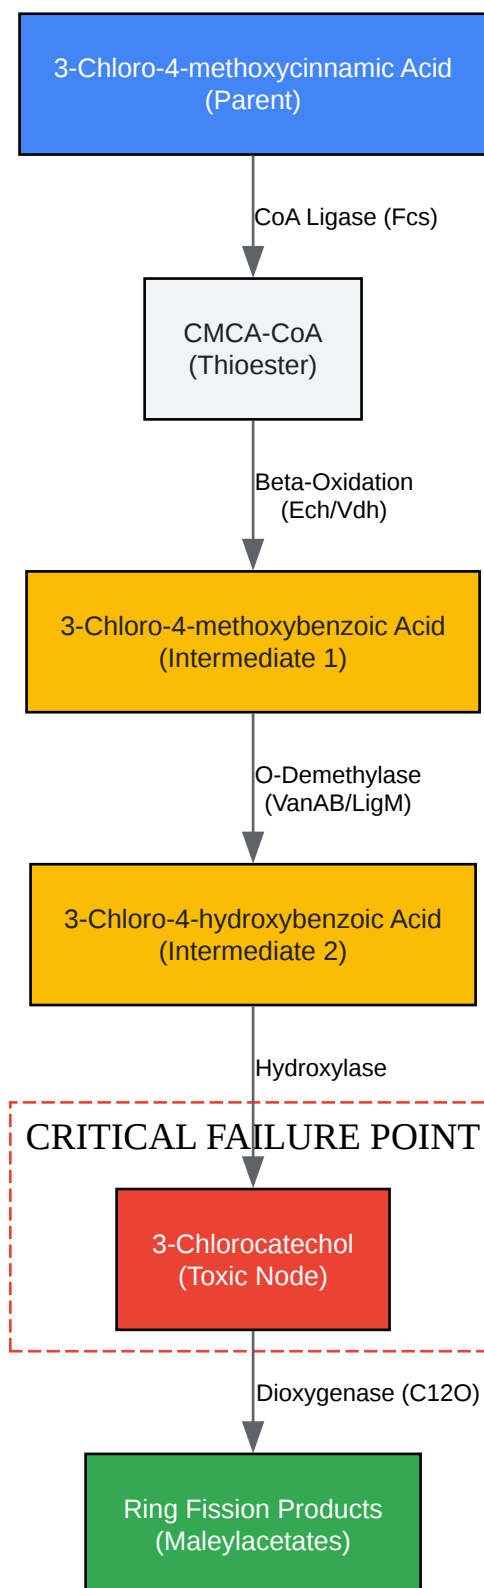 3-Chloro-4-methoxycinnamic Acid
(Parent)
CoA Ligase (Fcs)
CMCA-CoA
(Thioester)
Beta-Oxidation
(Ech/Vdh)
3-Chloro-4-methoxybenzoic Acid
(Intermediate 1)
O-Demethylase
(VanAB/LigM)
3-Chloro-4-hydroxybenzoic Acid
(Intermediate 2)
Hydroxylase
CRITICAL FAILURE POINT
3-Chlorocatechol
(Toxic Node)
Dioxygenase (C12O)
Ring Fission Products
(Maleylacetates)